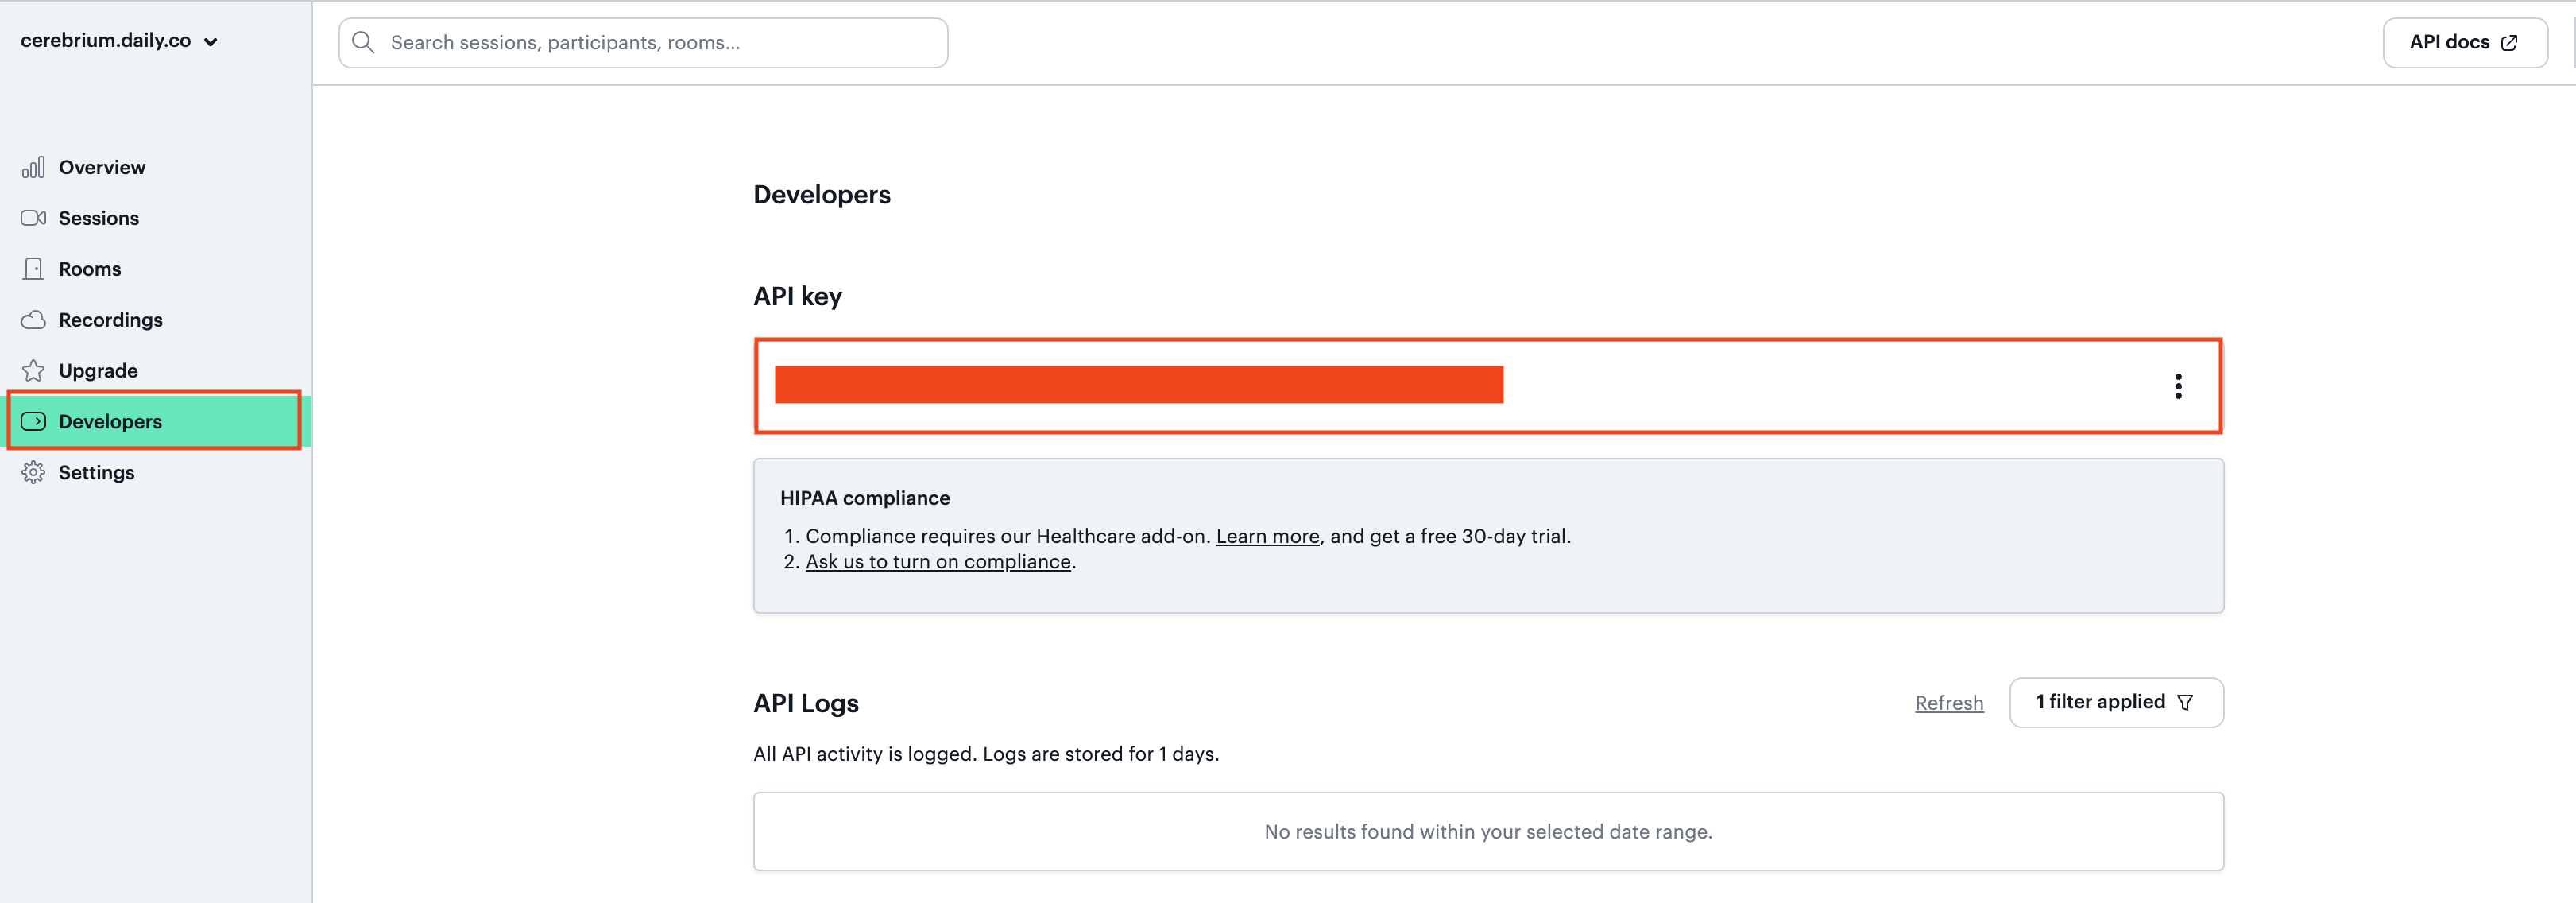 cerebrium.daily.co
Search sessions, participants, rooms...
API docs
Overview
Sessions
Rooms
Recordings
Upgrade
Developers
Settings
Developers
API key
HIPAA compliance
1. Compliance requires our Healthcare add-on. Learn more, and get a free 30-day trial.
2. Ask us to turn on compliance.
API Logs
Refresh
1 filter applied
All API activity is logged. Logs are stored for 1 days.
No results found within your selected date range.